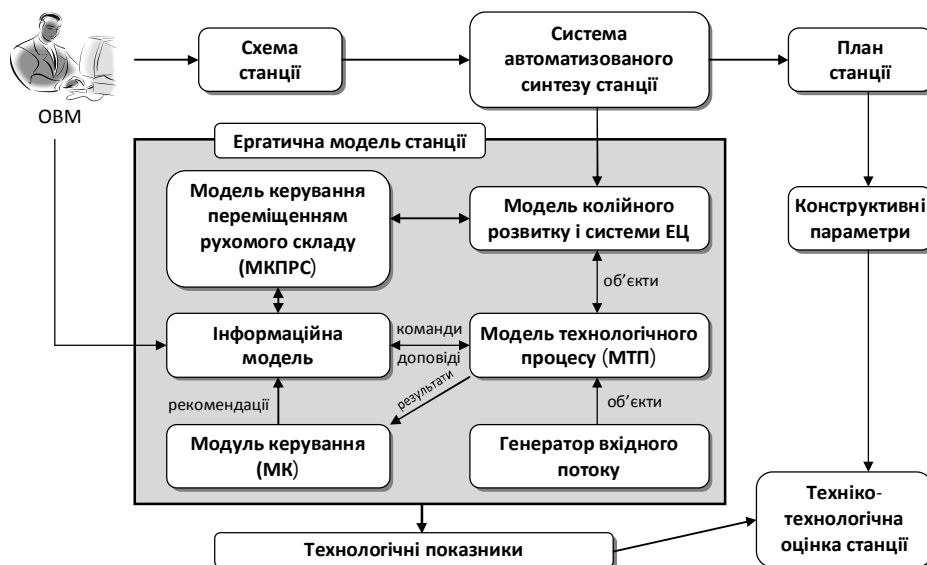 Схема
станції
Система
автоматизованого
синтезу станції
План
станції
ОВМ
Ергатична модель станції
Модель керування
переміщенням
рухомого складу
(МКПРС)
Модель колійного
розвитку і системи ЕЦ
Конструктивні
параметри
об’єкти
Інформаційна
модель
команди
доповіді
Модель технологічного
процесу (МТП)
результати
рекомендації
об’єкти
Модуль керування
(МК)
Генератор вхідного
потоку
Техніко-
технологічна
оцінка станції
Технологічні показники